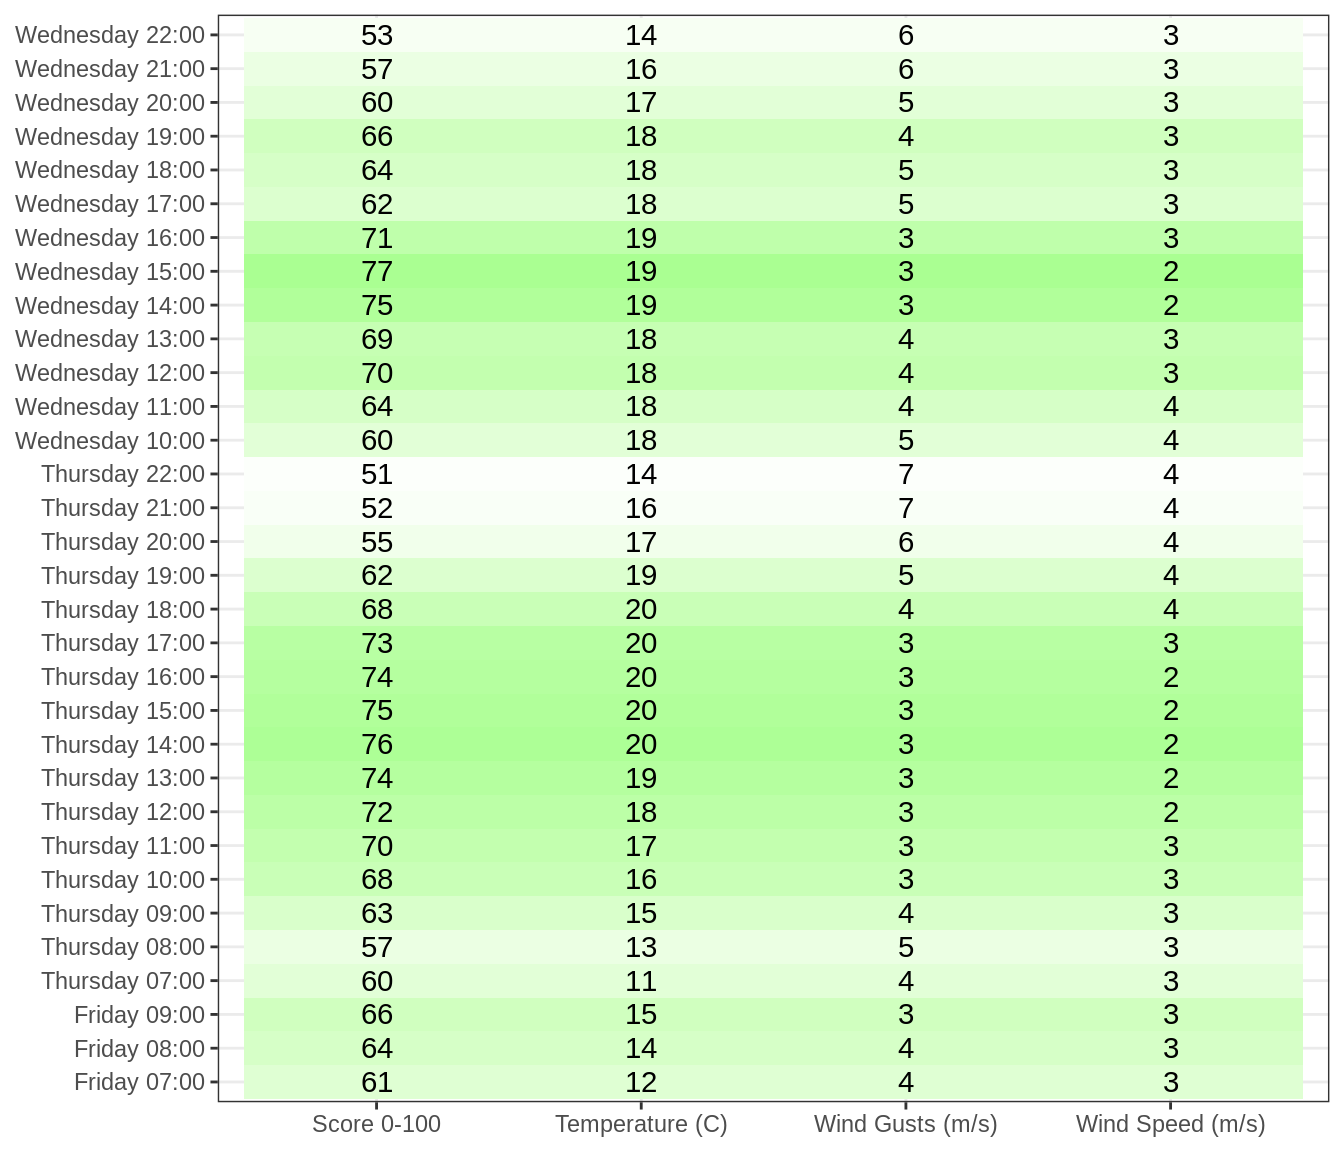 Wednesday 22:00 53 14 6 3
Wednesday 21:00 57 16 6 3
Wednesday 20:00 60 17 5 3
Wednesday 19:00 66 18 4 3
Wednesday 18:00 64 18 5 3
Wednesday 17:00 62 18 5 3
Wednesday 16:00 71 19 3 3
Wednesday 15:00 77 19 3 2
Wednesday 14:00 75 19 3 2
Wednesday 13:00 69 18 4 3
Wednesday 12:00 70 18 4 3
Wednesday 11:00 64 18 4 4
Wednesday 10:00 60 18 5 4
Thursday 22:00 51 14 7 4
Thursday 21:00 52 16 7 4
Thursday 20:00 55 17 6 4
Thursday 19:00 62 19 5 4
Thursday 18:00 68 20 4 4
Thursday 17:00 73 20 3 3
Thursday 16:00 74 20 3 2
Thursday 15:00 75 20 3 2
Thursday 14:00 76 20 3 2
Thursday 13:00 74 19 3 2
Thursday 12:00 72 18 3 2
Thursday 11:00 70 17 3 3
Thursday 10:00 68 16 3 3
Thursday 09:00 63 15 4 3
Thursday 08:00 57 13 5 3
Thursday 07:00 60 11 4 3
Friday 09:00 66 15 3 3
Friday 08:00 64 14 4 3
Friday 07:00 61 12 4 3
Score 0-100 Temperature (C) Wind Gusts (m/s) Wind Speed (m/s)